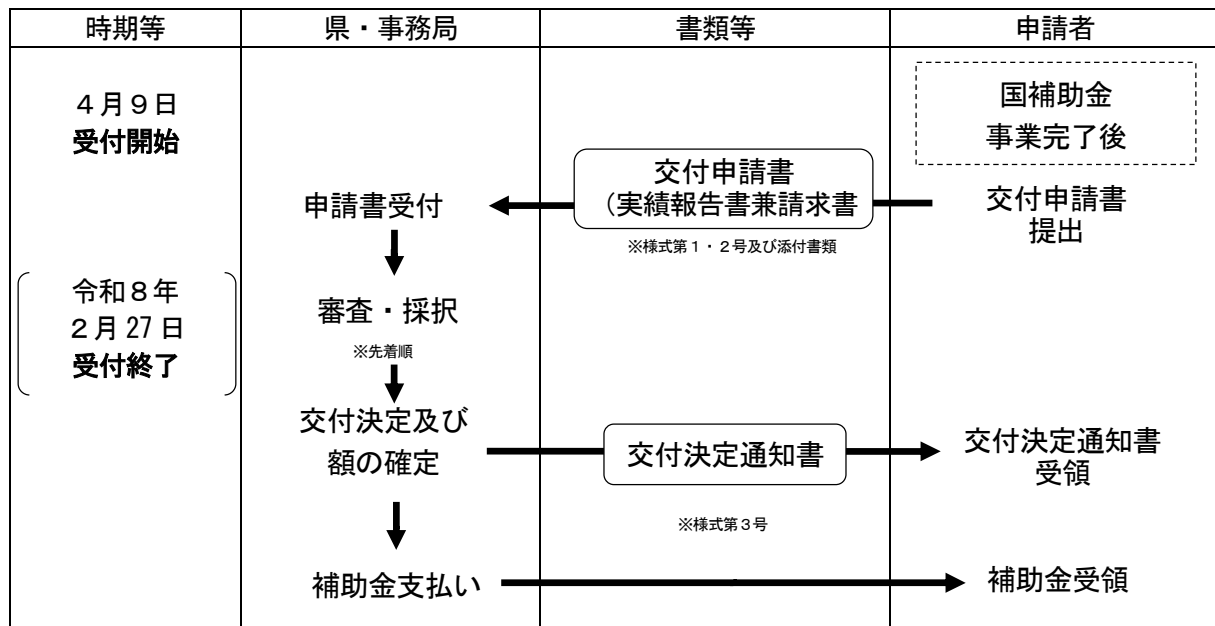 時期等 県・事務局 書類等 申請者
４月９日
受付開始
令和８年
２月27日
受付終了
申請書受付
審査・採択
※先着順
交付決定及び
額の確定
補助金支払い
交付申請書
（実績報告書兼請求書
※様式第１・２号及び添付書類
交付決定通知書
※様式第３号
国補助金
事業完了後
交付申請書
提出
交付決定通知書
受領
補助金受領